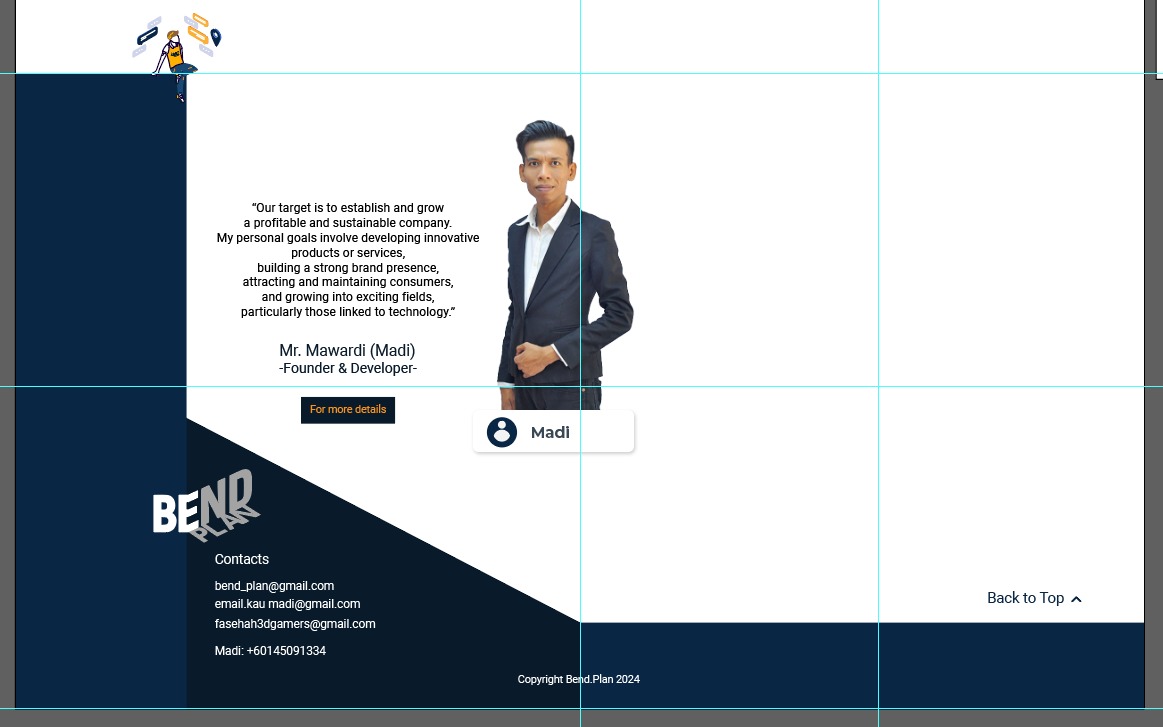 “Our target is to establish and grow
a profitable and sustainable company.
My personal goals involve developing innovative
products or services,
building a strong brand presence,
attracting and maintaining consumers,
and growing into exciting fields,
particularly those linked to technology.”
Mr. Mawardi (Madi)
-Founder & Developer-
For more details
Madi
BEND
PLAN
Contacts
bend_plan@gmail.com
email.kau madi@gmail.com
fasehah3dgamers@gmail.com
Madi: +60145091334
Back to Top
Copyright Bend.Plan 2024